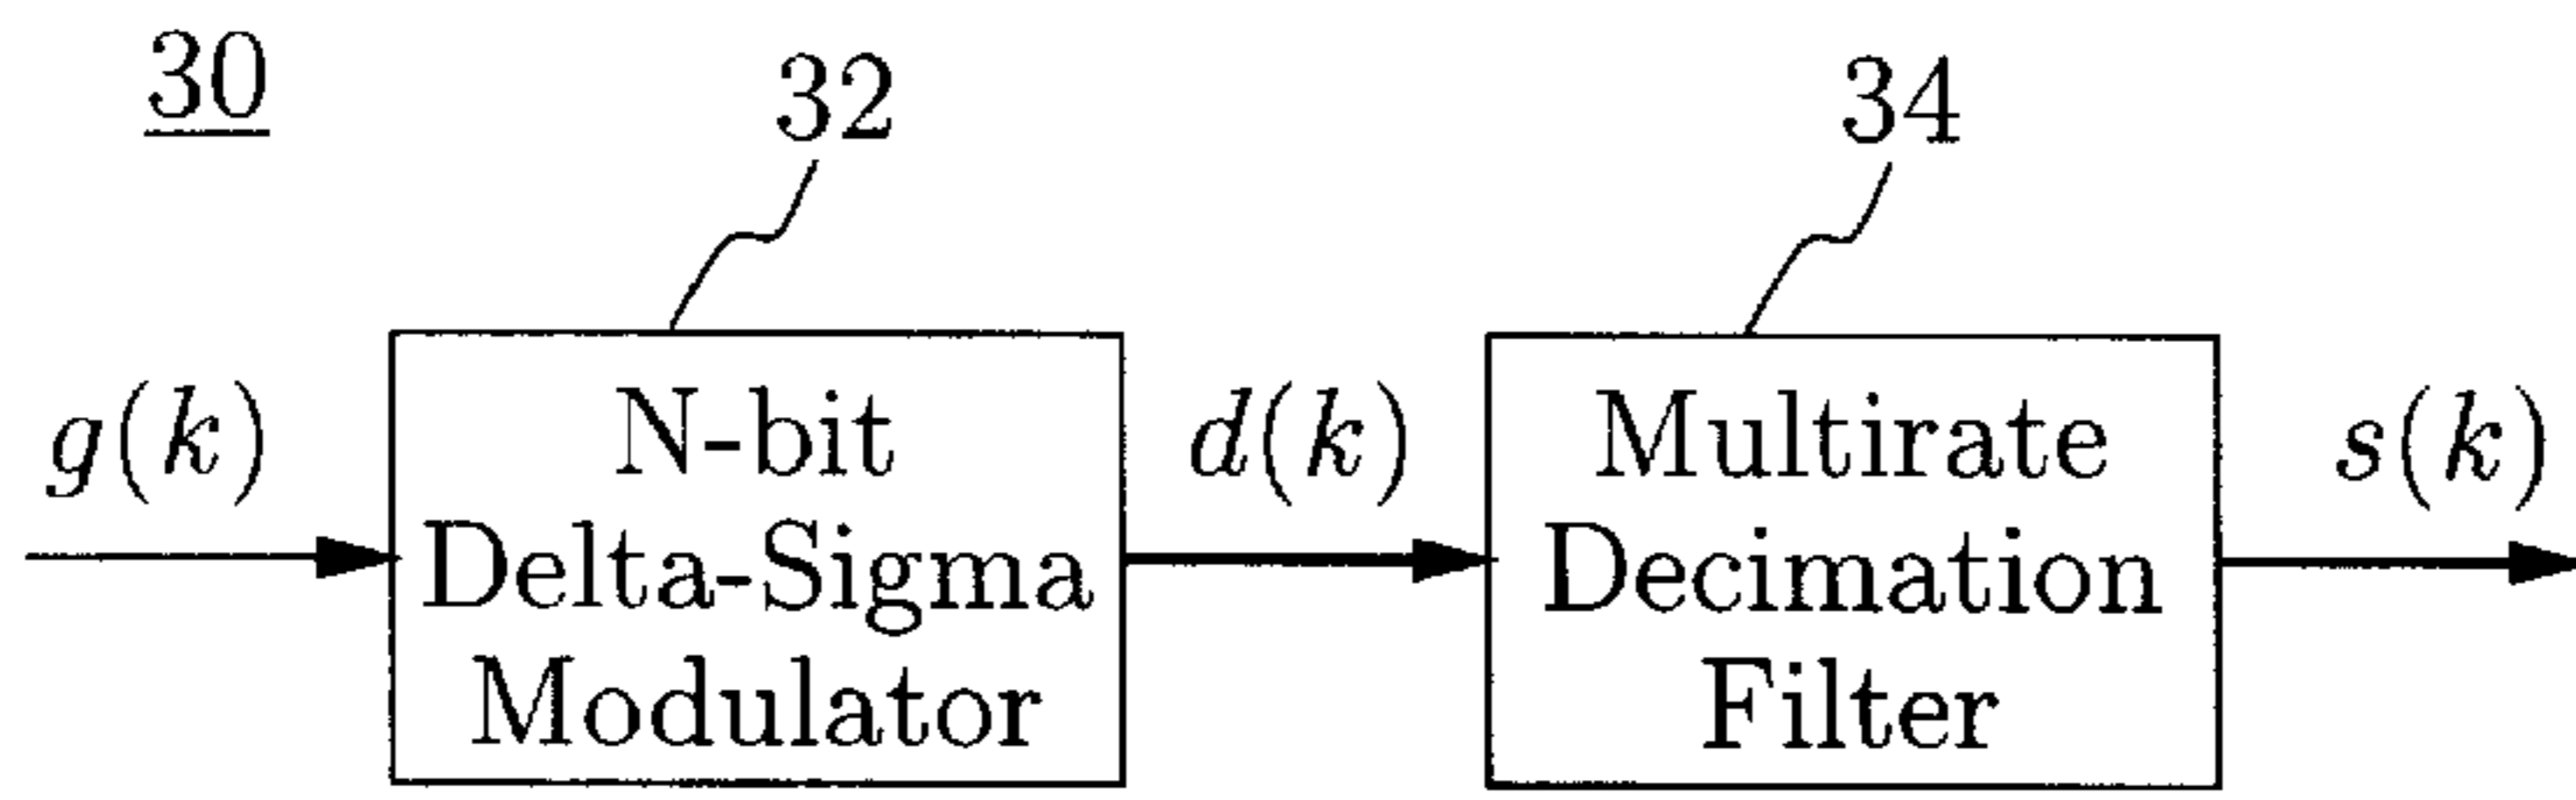 30
32
34
g(k)
N-bit
Delta-Sigma
Modulator
d(k)
Multirate
Decimation
Filter
s(k)